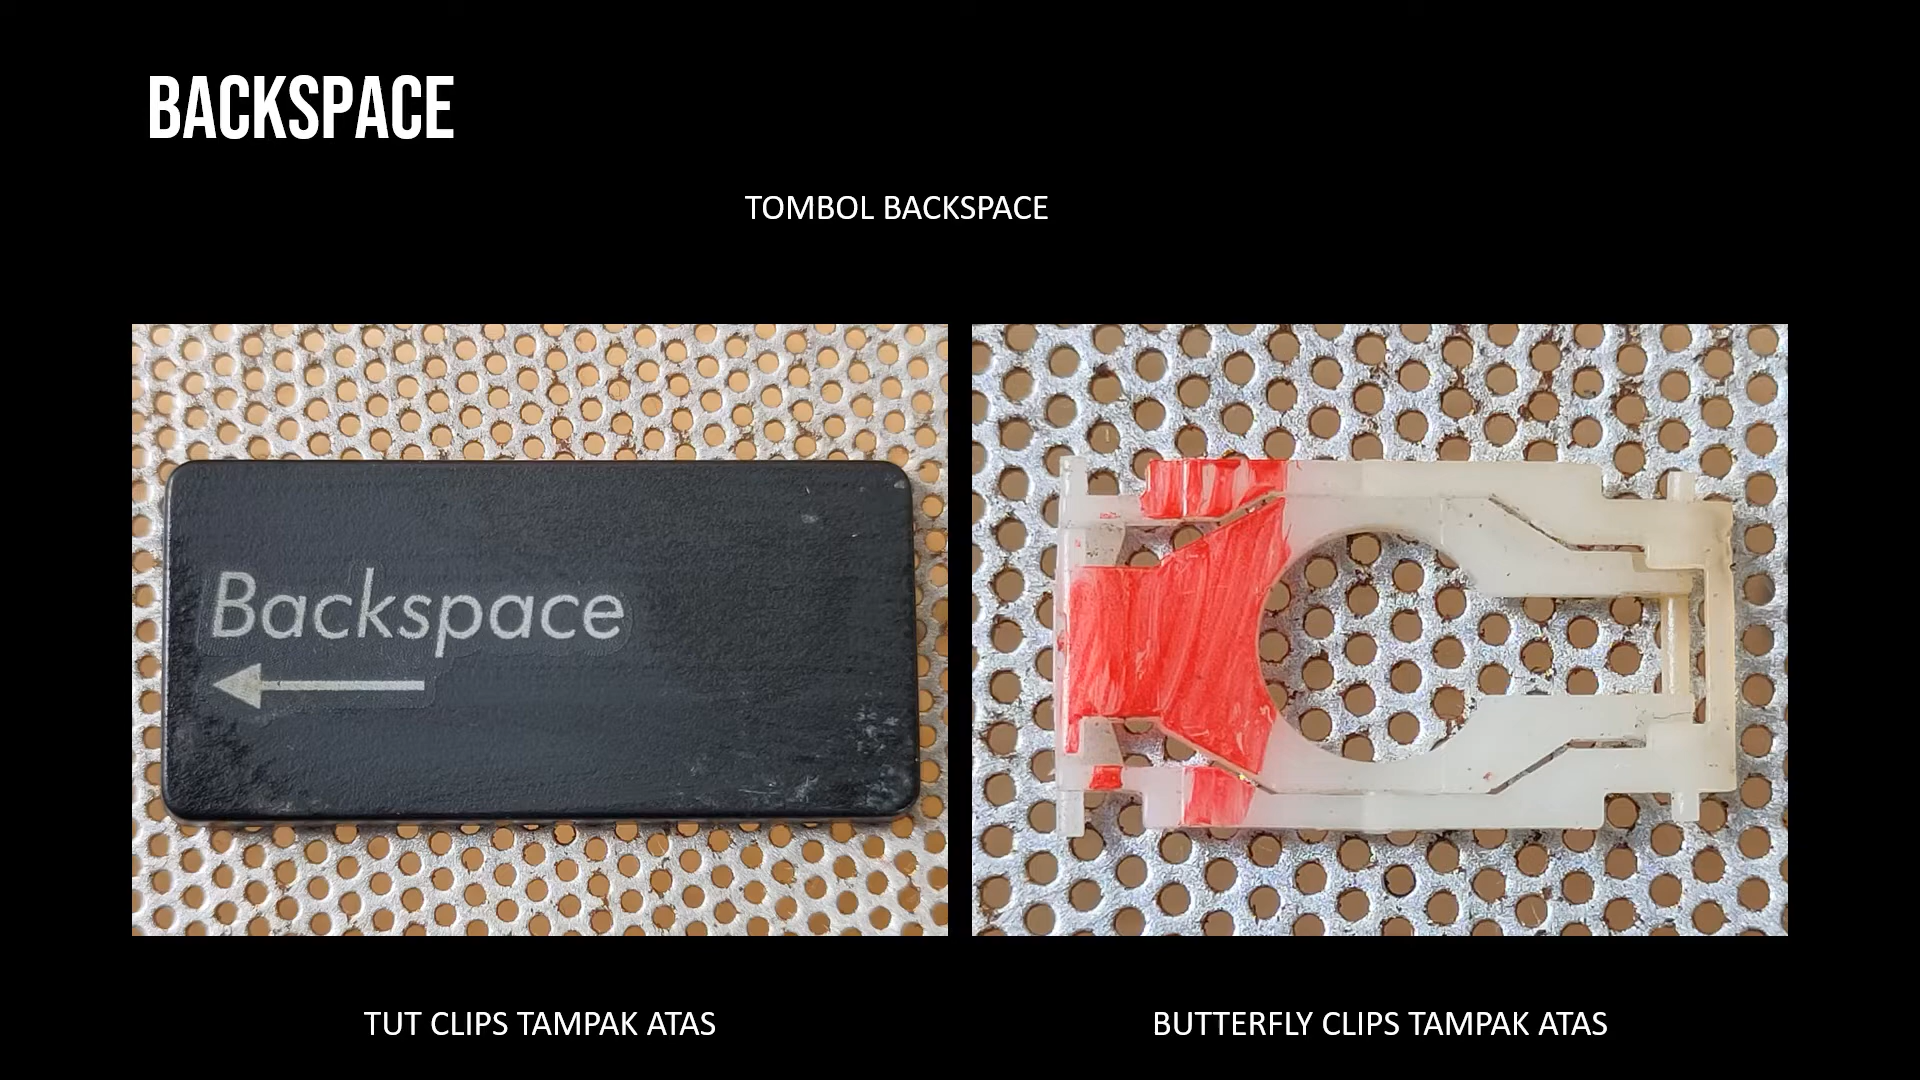 BACKSPACE
TOMBOL BACKSPACE
Backspace
TUT CLIPS TAMPAK ATAS
BUTTERFLY CLIPS TAMPAK ATAS